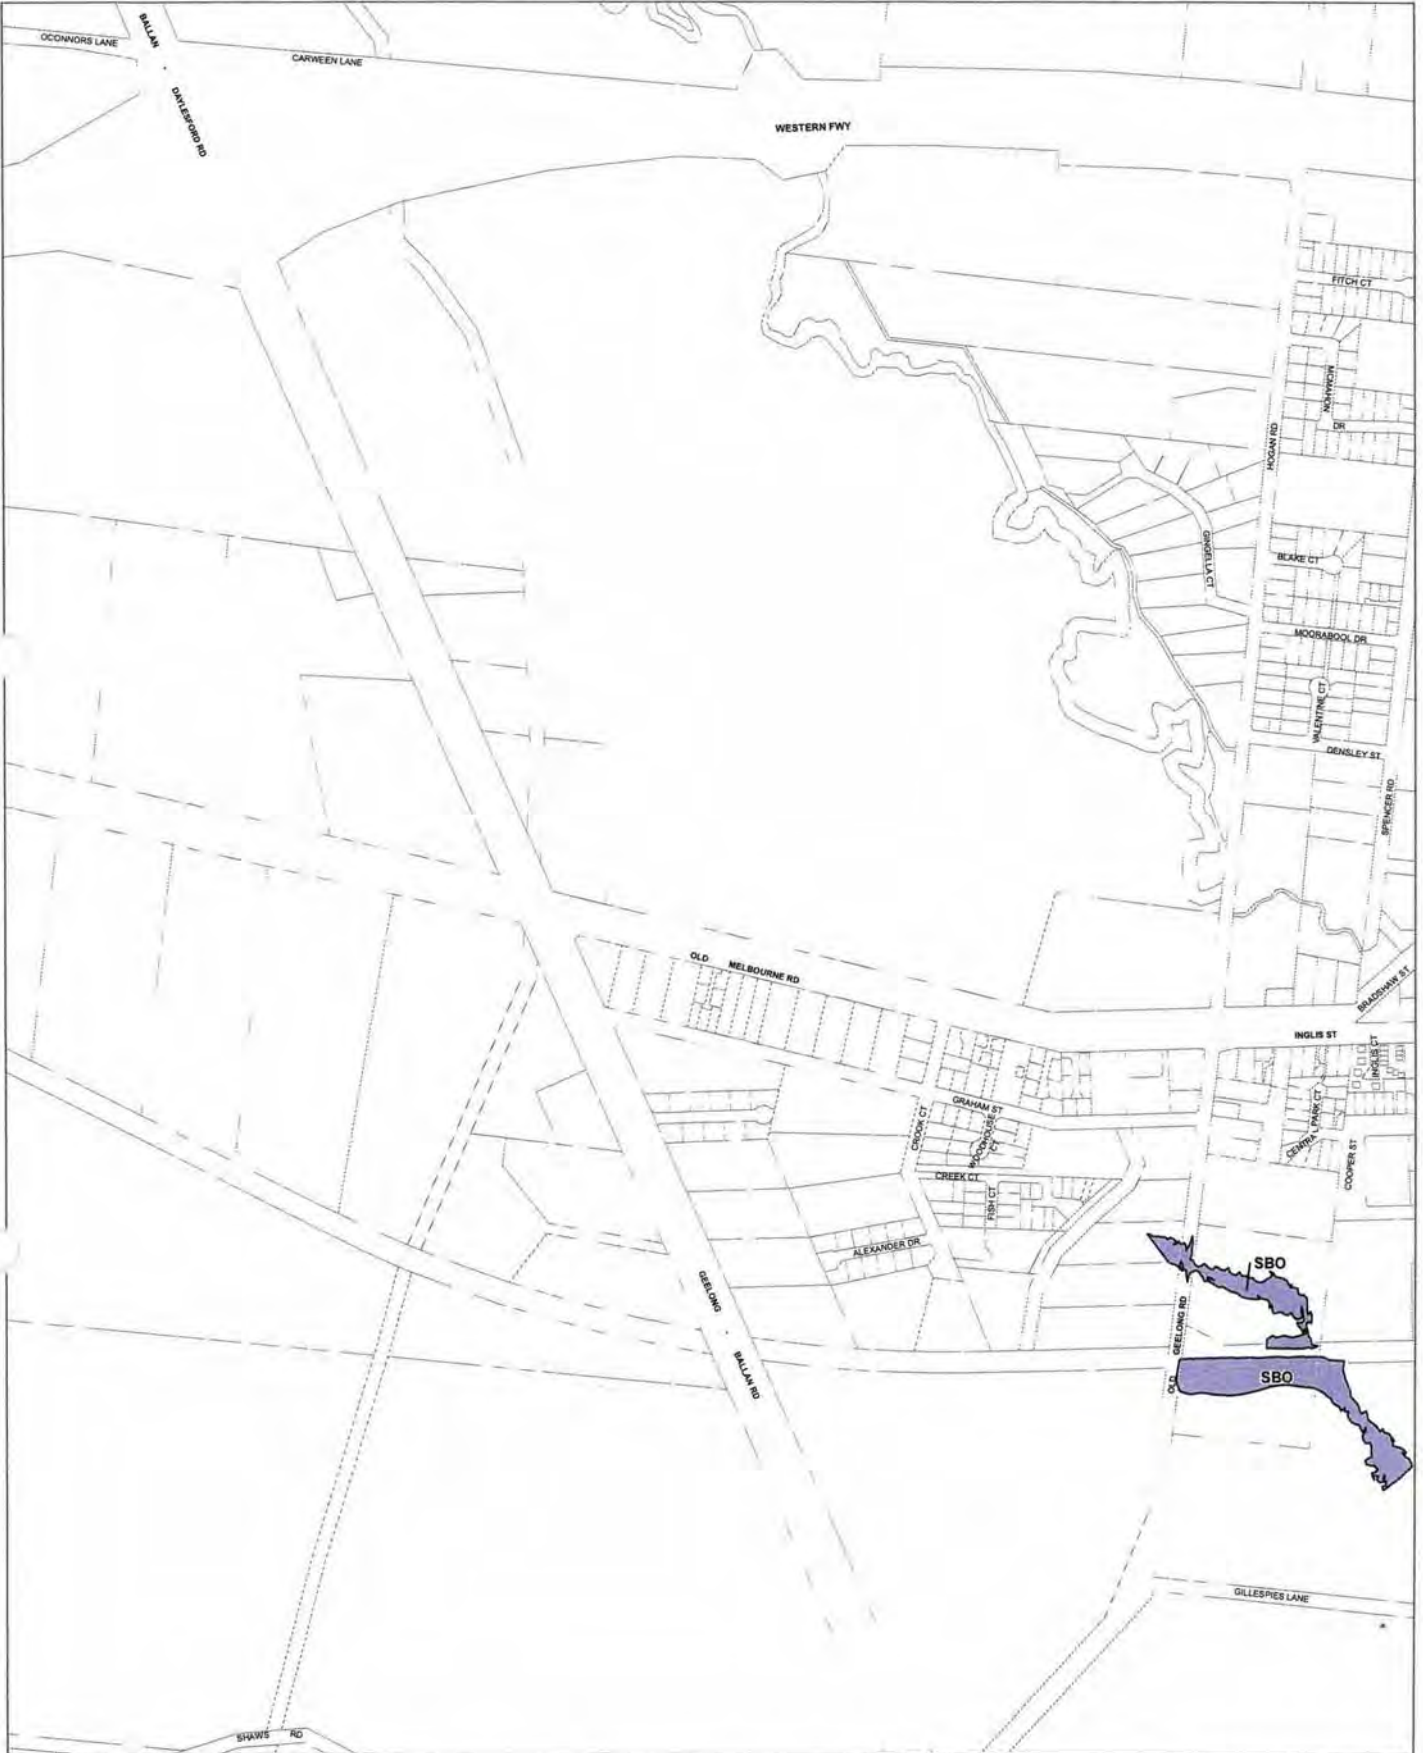 OCONNORS LANE
BALLAN
-
DAYLESFORD RD
CARWEEN LANE
WESTERN FWY
FITCH CT
MCMAHON
DR
HOGAN RD
GINGELLA CT
BLAKE CT
MOORABOOL DR
VALENTINE CT
DENSLEY ST
SPENCER RD
OLD MELBOURNE RD
BRADSHAW ST
INGLIS ST
INGLIS CT
CENTRAL PARK CT
COOPER ST
GRAHAM ST
CROOK CT
WOODHOUSE
CT
CREEK CT
FISH CT
ALEXANDER DR
SBO
GEELONG
-
BALLAN RD
OLD GEELONG RD
SBO
GILLESPIES LANE
SHAWS RD